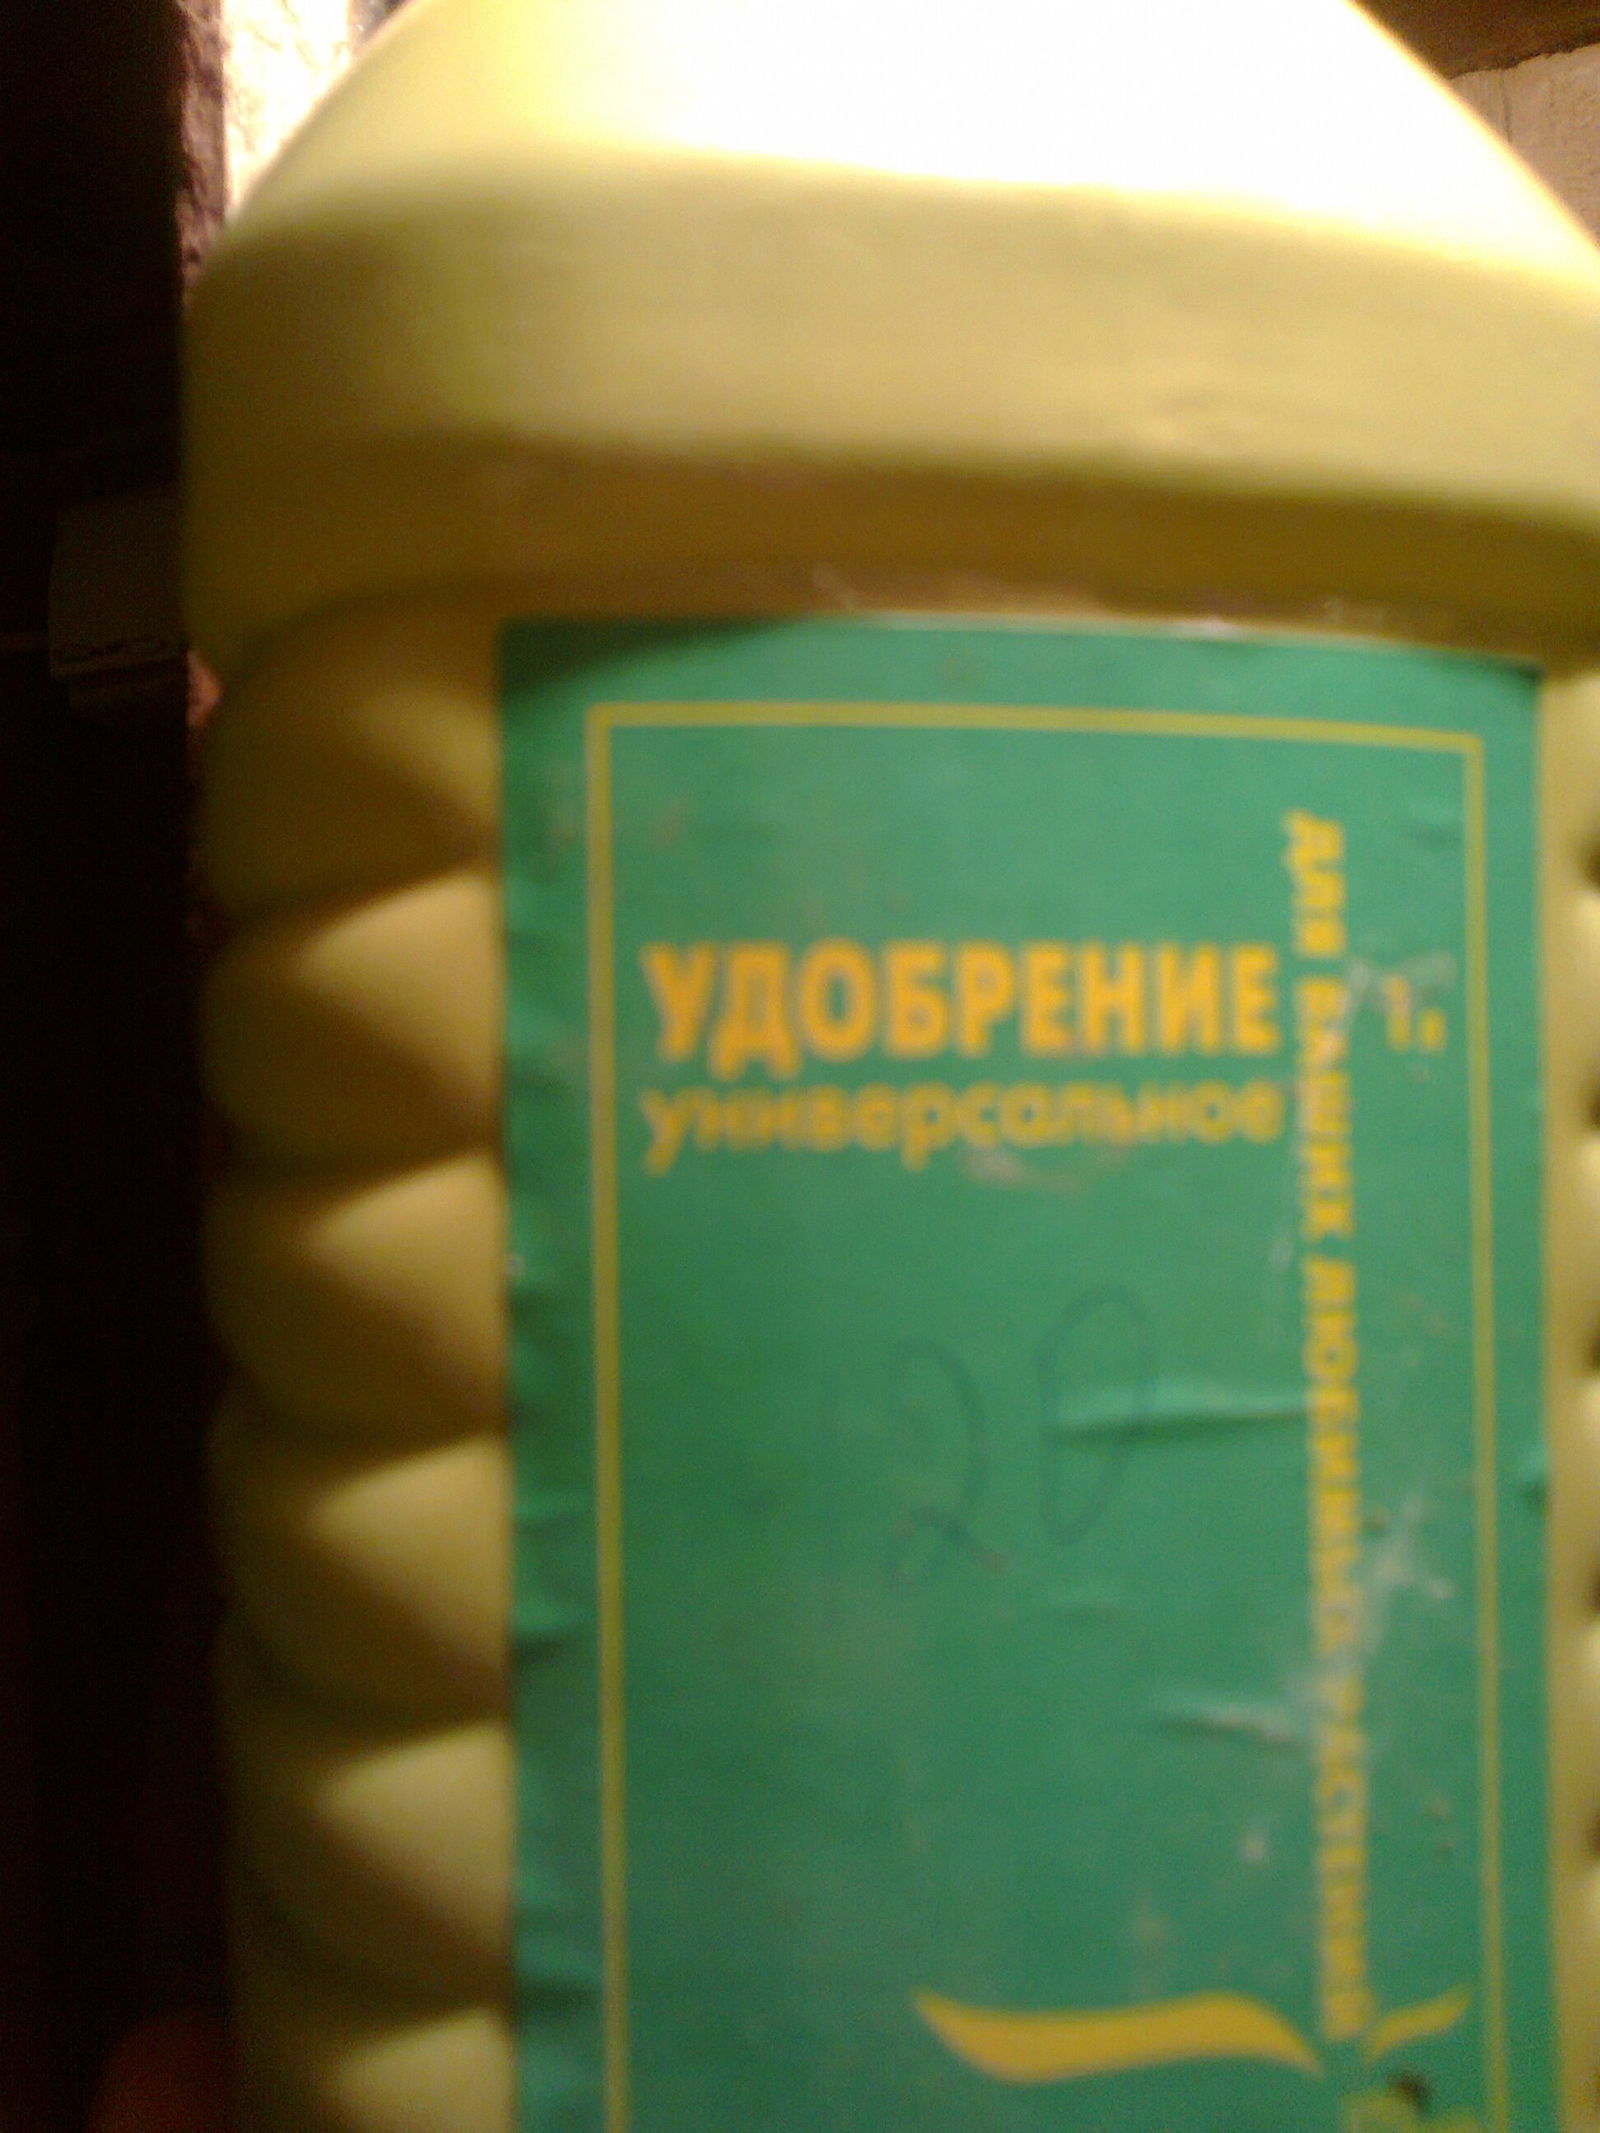 УДОБРЕНИЕ
универсальное
для ваших любимых растений
1л
20